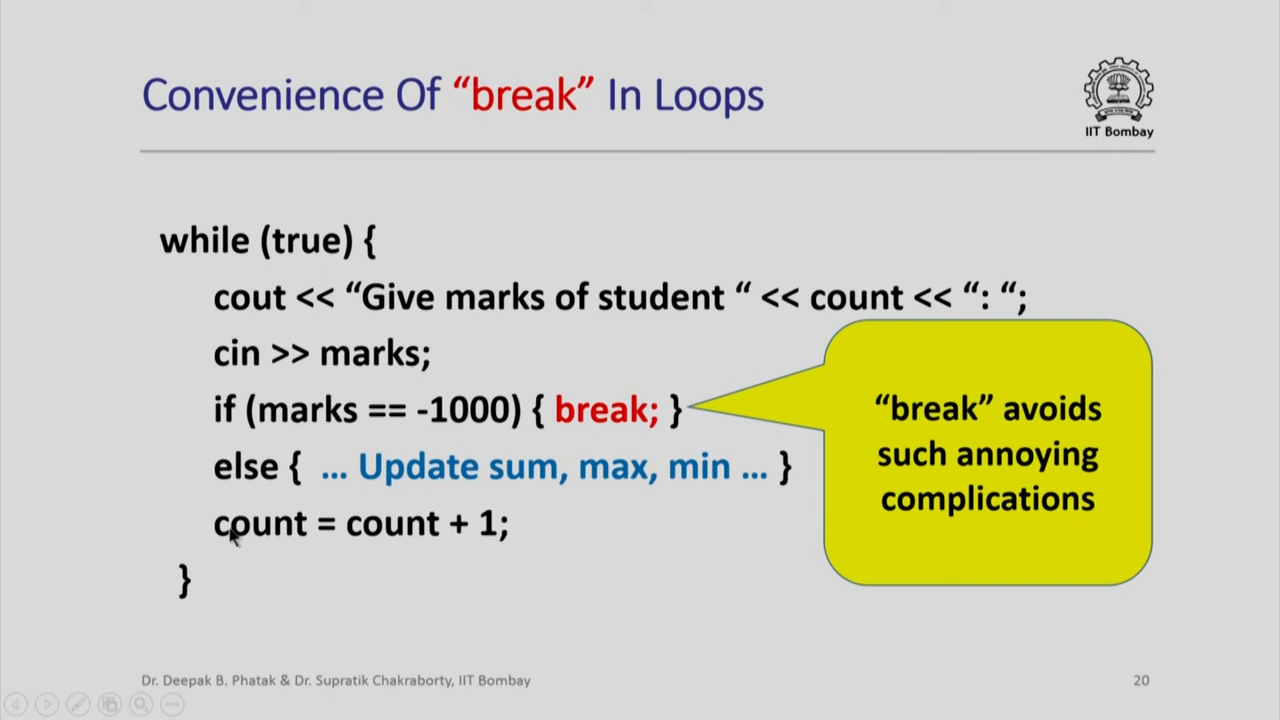 Convenience Of “break” In Loops
IIT Bombay
while (true) {
cout << “Give marks of student “ << count << “: “;
cin >> marks;
if (marks == -1000) { break; }
else { … Update sum, max, min … }
count = count + 1;
}
“break” avoids
such annoying
complications
Dr. Deepak B. Phatak & Dr. Supratik Chakraborty, IIT Bombay
20